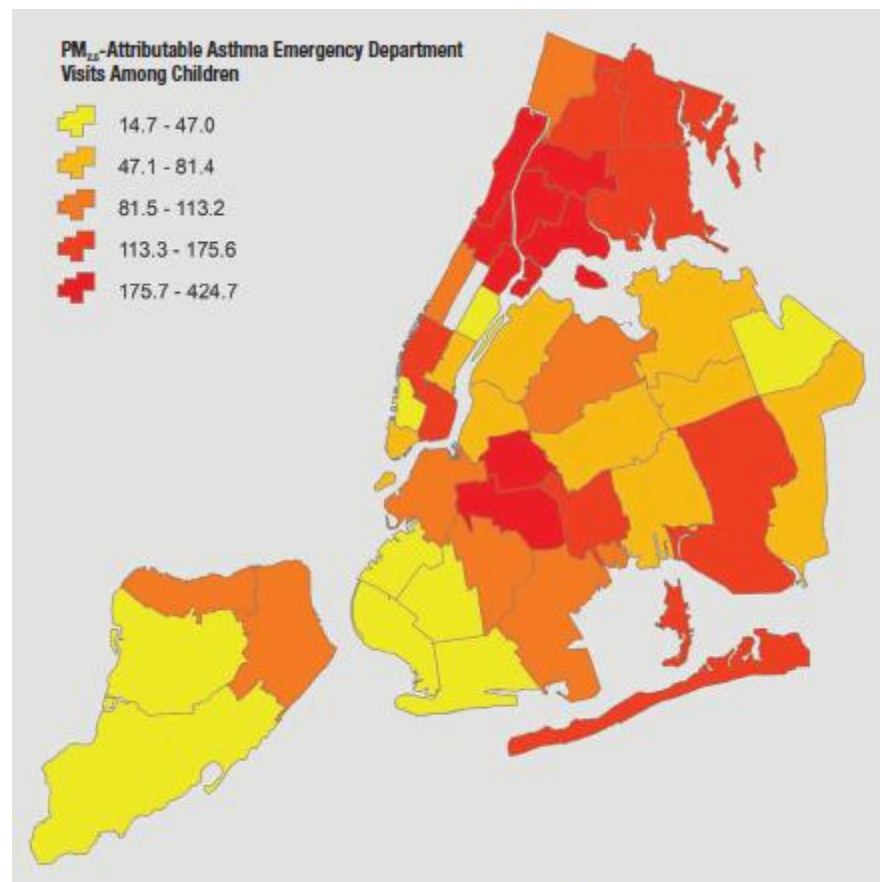 PM2.5-Attributable Asthma Emergency Department
Visits Among Children
14.7 - 47.0
47.1 - 81.4
81.5 - 113.2
113.3 - 175.6
175.7 - 424.7